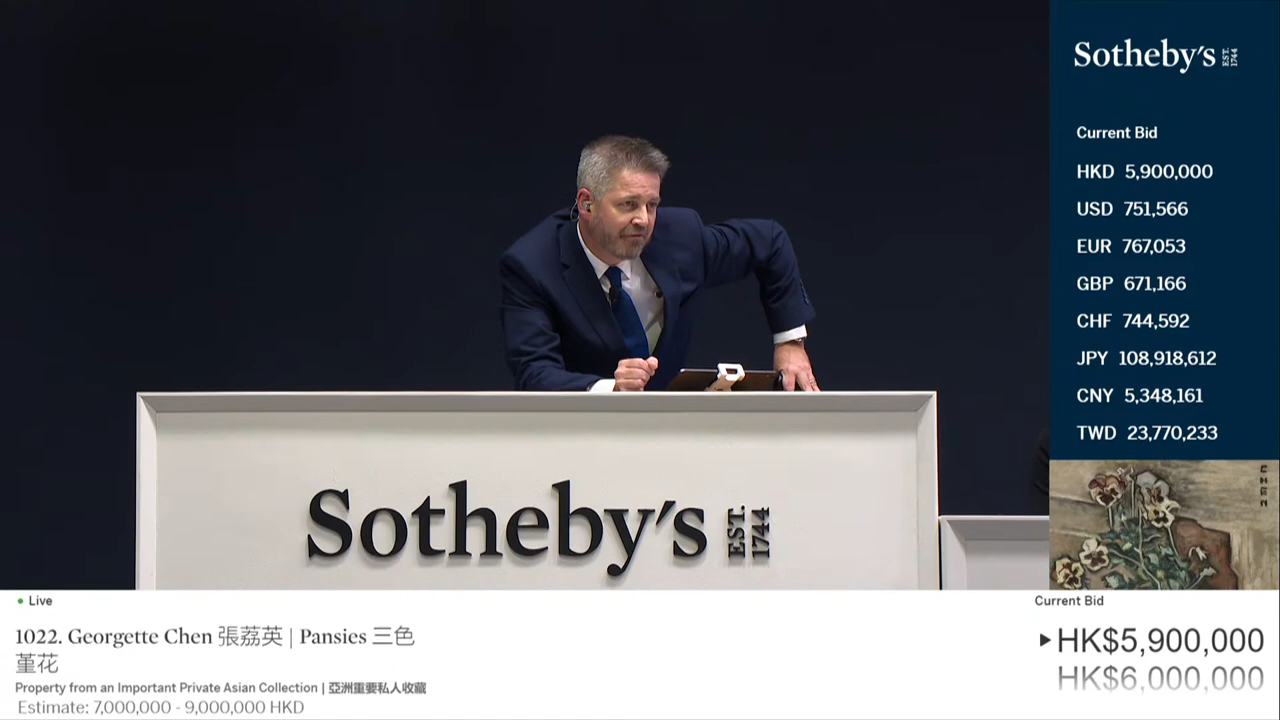 Sotheby's EST. 1744
Current Bid
HKD 5,900,000
USD 751,566
EUR 767,053
GBP 671,166
CHF 744,592
JPY 108,918,612
CNY 5,348,161
TWD 23,770,233
CHEN
Sotheby's EST. 1744
Live
1022. Georgette Chen 張荔英 | Pansies 三色
堇花
Property from an Important Private Asian Collection | 亞洲重要私人收藏
Estimate: 7,000,000 - 9,000,000 HKD
Current Bid
HK$5,900,000
HK$6,000,000